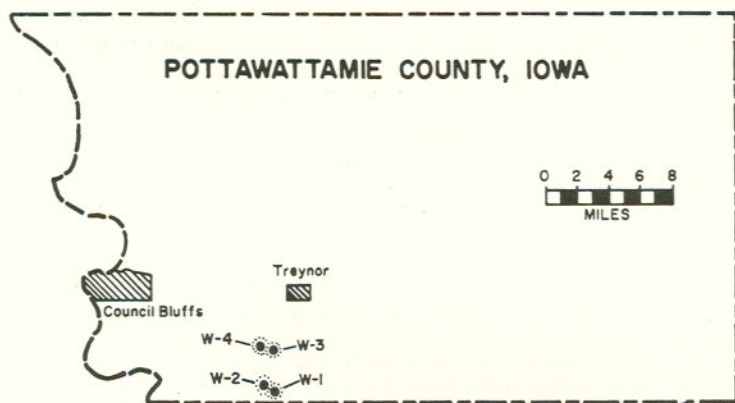 POTTAWATTAMIE COUNTY, IOWA
0 2 4 6 8
MILES
Treynor
Council Bluffs
W-4 W-3
W-2 W-1